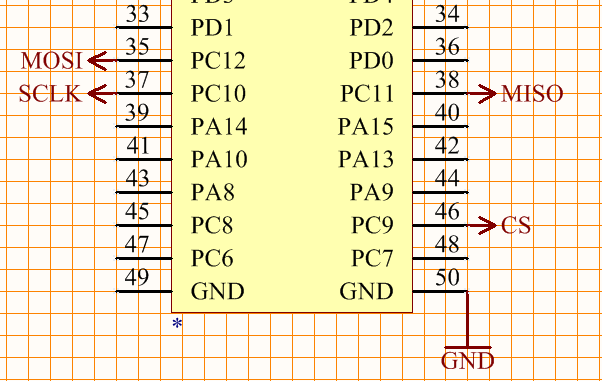 33 PD1 PD2 34
35 MOSI PC12 PD0 36
37 SCLK PC10 PC11 38 MISO
39 PA14 PA15 40
41 PA10 PA13 42
43 PA8 PA9 44
45 PC8 PC9 46 CS
47 PC6 PC7 48
49 GND GND 50
*
GND